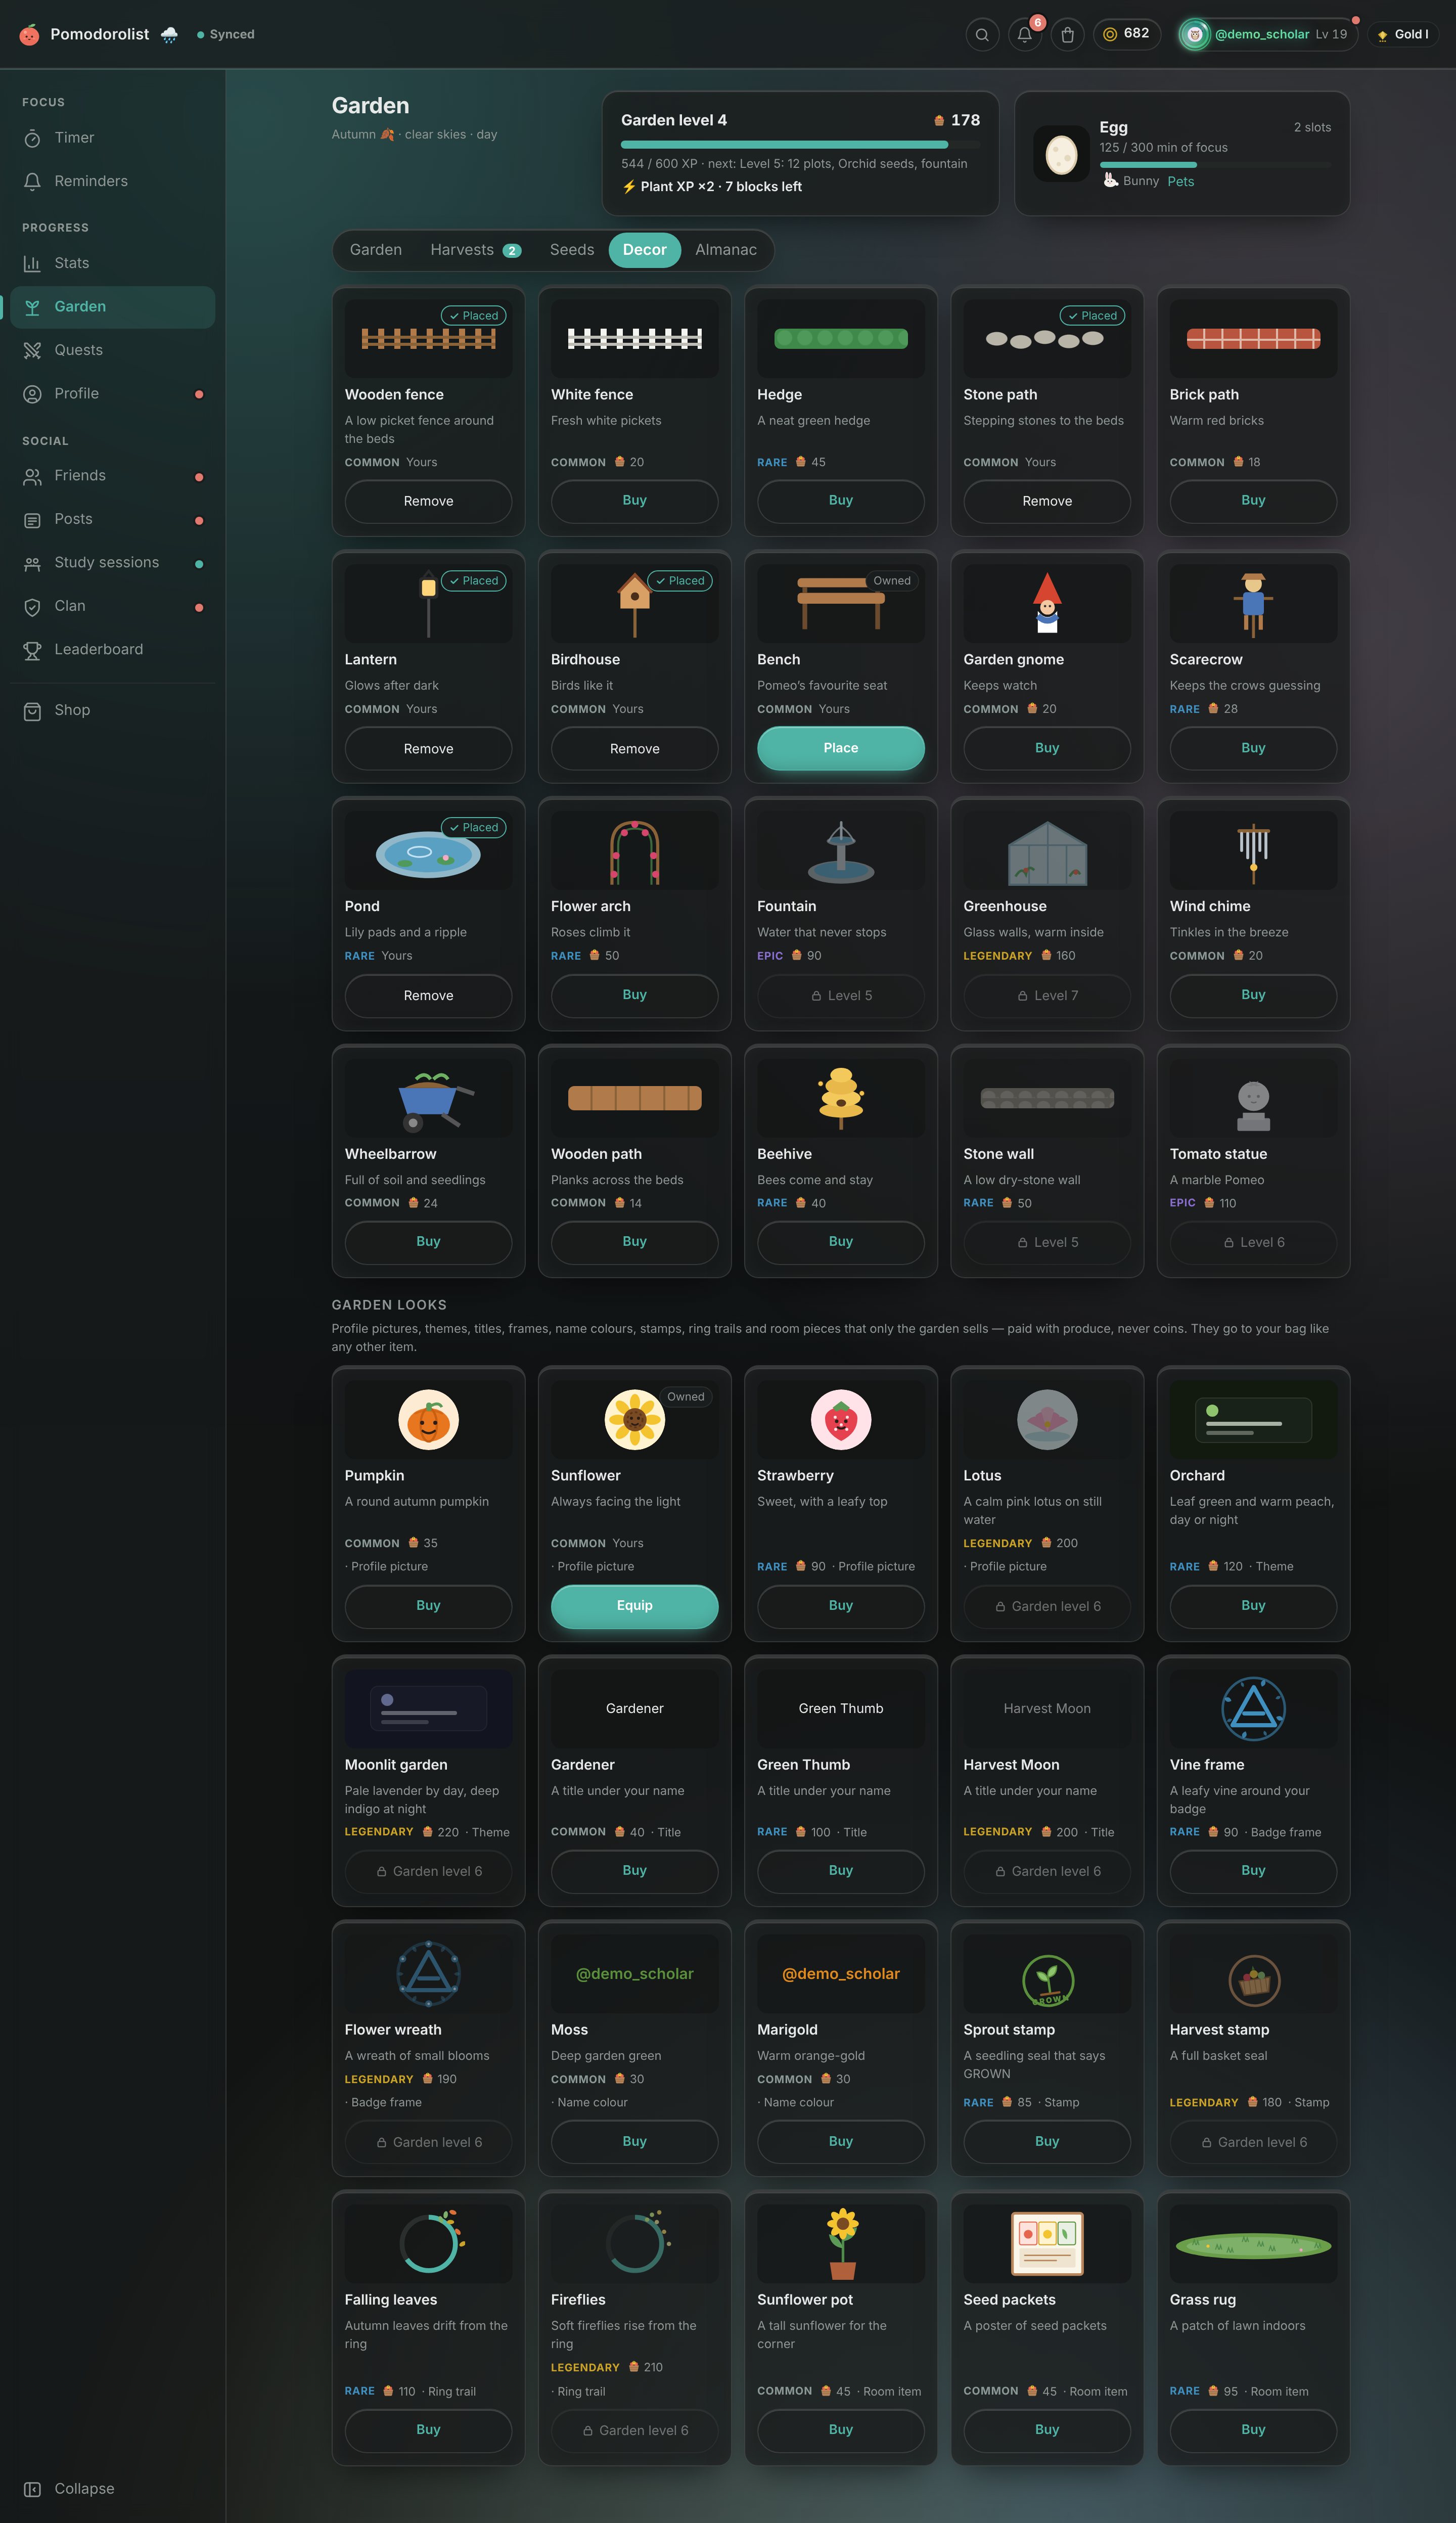 Pomodorolist
Synced
6
682
@demo_scholar Lv 19
Gold I
FOCUS
Timer
Reminders
PROGRESS
Stats
Garden
Quests
Profile
SOCIAL
Friends
Posts
Study sessions
Clan
Leaderboard
Shop
Collapse
Garden
Autumn 🍂 · clear skies · day
Garden level 4
178
544 / 600 XP · next: Level 5: 12 plots, Orchid seeds, fountain
⚡ Plant XP ×2 · 7 blocks left
Egg
2 slots
125 / 300 min of focus
Bunny Pets
Garden Harvests 2 Seeds Decor Almanac
Placed
Wooden fence
A low picket fence around
the beds
COMMON Yours
Remove
White fence
Fresh white pickets
COMMON 20
Buy
Hedge
A neat green hedge
RARE 45
Buy
Placed
Stone path
Stepping stones to the beds
COMMON Yours
Remove
Brick path
Warm red bricks
COMMON 18
Buy
Placed
Lantern
Glows after dark
COMMON Yours
Remove
Placed
Birdhouse
Birds like it
COMMON Yours
Remove
Owned
Bench
Pomeo’s favourite seat
COMMON Yours
Place
Garden gnome
Keeps watch
COMMON 20
Buy
Scarecrow
Keeps the crows guessing
RARE 28
Buy
Placed
Pond
Lily pads and a ripple
RARE Yours
Remove
Flower arch
Roses climb it
RARE 50
Buy
Fountain
Water that never stops
EPIC 90
Level 5
Greenhouse
Glass walls, warm inside
LEGENDARY 160
Level 7
Wind chime
Tinkles in the breeze
COMMON 20
Buy
Wheelbarrow
Full of soil and seedlings
COMMON 24
Buy
Wooden path
Planks across the beds
COMMON 14
Buy
Beehive
Bees come and stay
RARE 40
Buy
Stone wall
A low dry-stone wall
RARE 50
Level 5
Tomato statue
A marble Pomeo
EPIC 110
Level 6
GARDEN LOOKS
Profile pictures, themes, titles, frames, name colours, stamps, ring trails and room pieces that only the garden sells — paid with produce, never coins. They go to your bag like
any other item.
Pumpkin
A round autumn pumpkin
COMMON 35
· Profile picture
Buy
Owned
Sunflower
Always facing the light
COMMON Yours
· Profile picture
Equip
Strawberry
Sweet, with a leafy top
RARE 90 · Profile picture
Buy
Lotus
A calm pink lotus on still
water
LEGENDARY 200
· Profile picture
Garden level 6
Orchard
Leaf green and warm peach,
day or night
RARE 120 · Theme
Buy
Moonlit garden
Pale lavender by day, deep
indigo at night
LEGENDARY 220 · Theme
Garden level 6
Gardener
Gardener
A title under your name
COMMON 40 · Title
Buy
Green Thumb
Green Thumb
A title under your name
RARE 100 · Title
Buy
Harvest Moon
Harvest Moon
A title under your name
LEGENDARY 200 · Title
Garden level 6
Vine frame
A leafy vine around your
badge
RARE 90 · Badge frame
Buy
Flower wreath
A wreath of small blooms
LEGENDARY 190
· Badge frame
Garden level 6
@demo_scholar
Moss
Deep garden green
COMMON 30
· Name colour
Buy
@demo_scholar
Marigold
Warm orange-gold
COMMON 30
· Name colour
Buy
GROWN
Sprout stamp
A seedling seal that says
GROWN
RARE 85 · Stamp
Buy
Harvest stamp
A full basket seal
LEGENDARY 180 · Stamp
Garden level 6
Falling leaves
Autumn leaves drift from the
ring
RARE 110 · Ring trail
Buy
Fireflies
Soft fireflies rise from the
ring
LEGENDARY 210
· Ring trail
Garden level 6
Sunflower pot
A tall sunflower for the
corner
COMMON 45 · Room item
Buy
Seed packets
A poster of seed packets
COMMON 45 · Room item
Buy
Grass rug
A patch of lawn indoors
RARE 95 · Room item
Buy